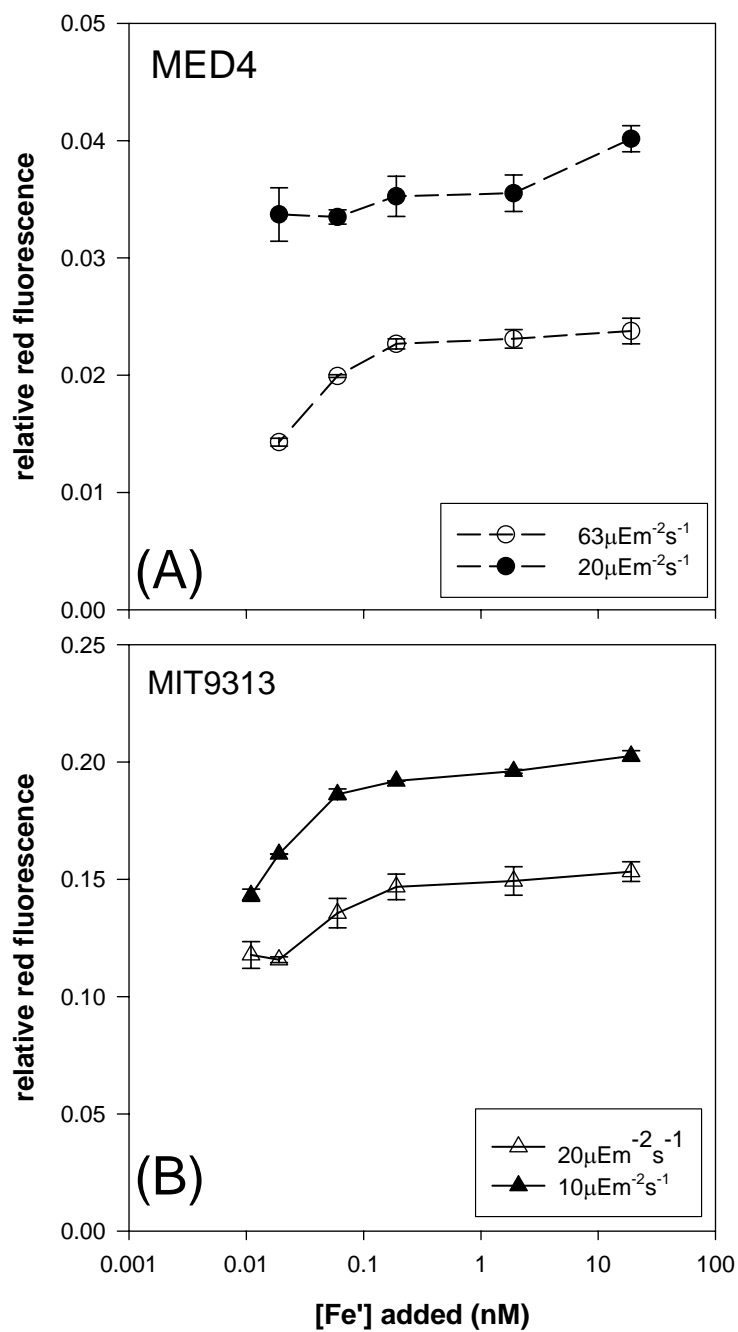 MED4
0.05
0.04
0.03
0.02
0.01
0.00
relative red fluorescence
63μEm⁻²s⁻¹
20μEm⁻²s⁻¹
(A)
MIT9313
0.25
0.20
0.15
0.10
0.05
0.00
relative red fluorescence
20μEm⁻²s⁻¹
10μEm⁻²s⁻¹
(B)
0.001 0.01 0.1 1 10 100
[Fe'] added (nM)